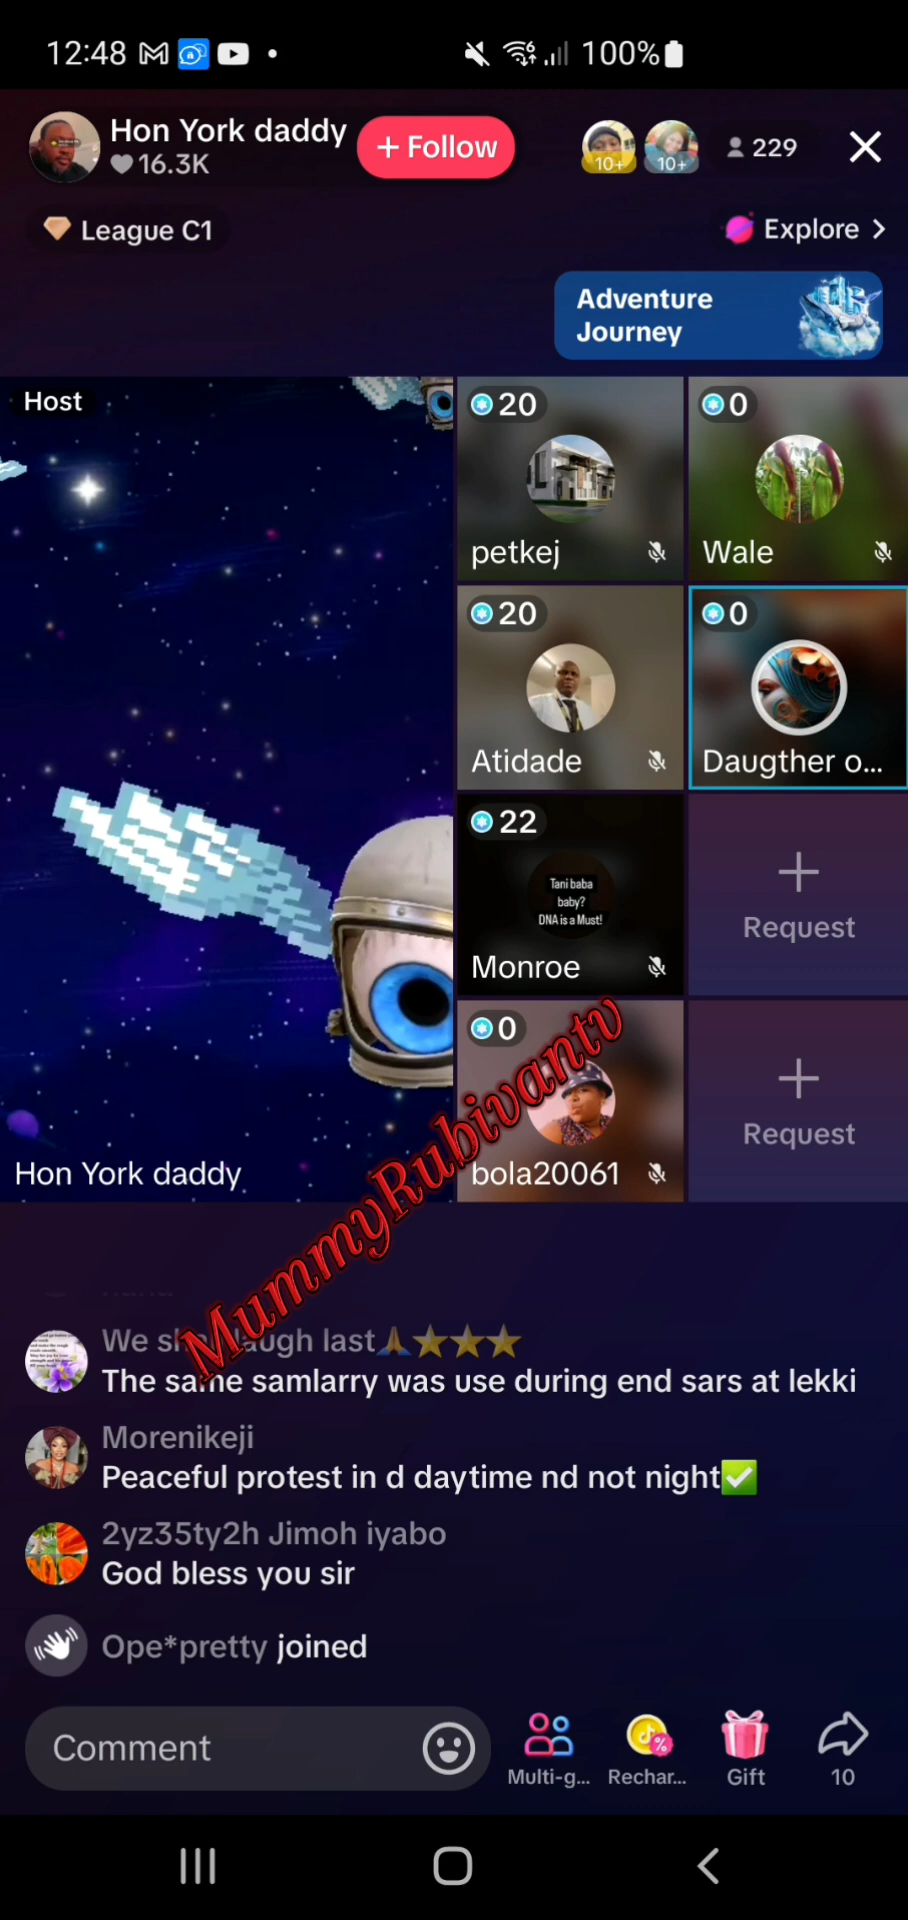 12:48
100%
Hon York daddy
16.3K
+ Follow
10+
10+
229
League C1
Explore >
Adventure
Journey
Host
20
petkej
0
Wale
20
Atidade
0
Daugther o...
22
Tani baba
baby?
DNA is a Must!
Monroe
+
Request
0
bola20061
+
Request
Hon York daddy
MummyRubivantv
We shall laugh last🙏⭐⭐⭐
The same samlarry was use during end sars at lekki
Morenikeji
Peaceful protest in d daytime nd not night✅
2yz35ty2h Jimoh iyabo
God bless you sir
Ope*pretty joined
Comment
Multi-g...
Rechar...
Gift
10